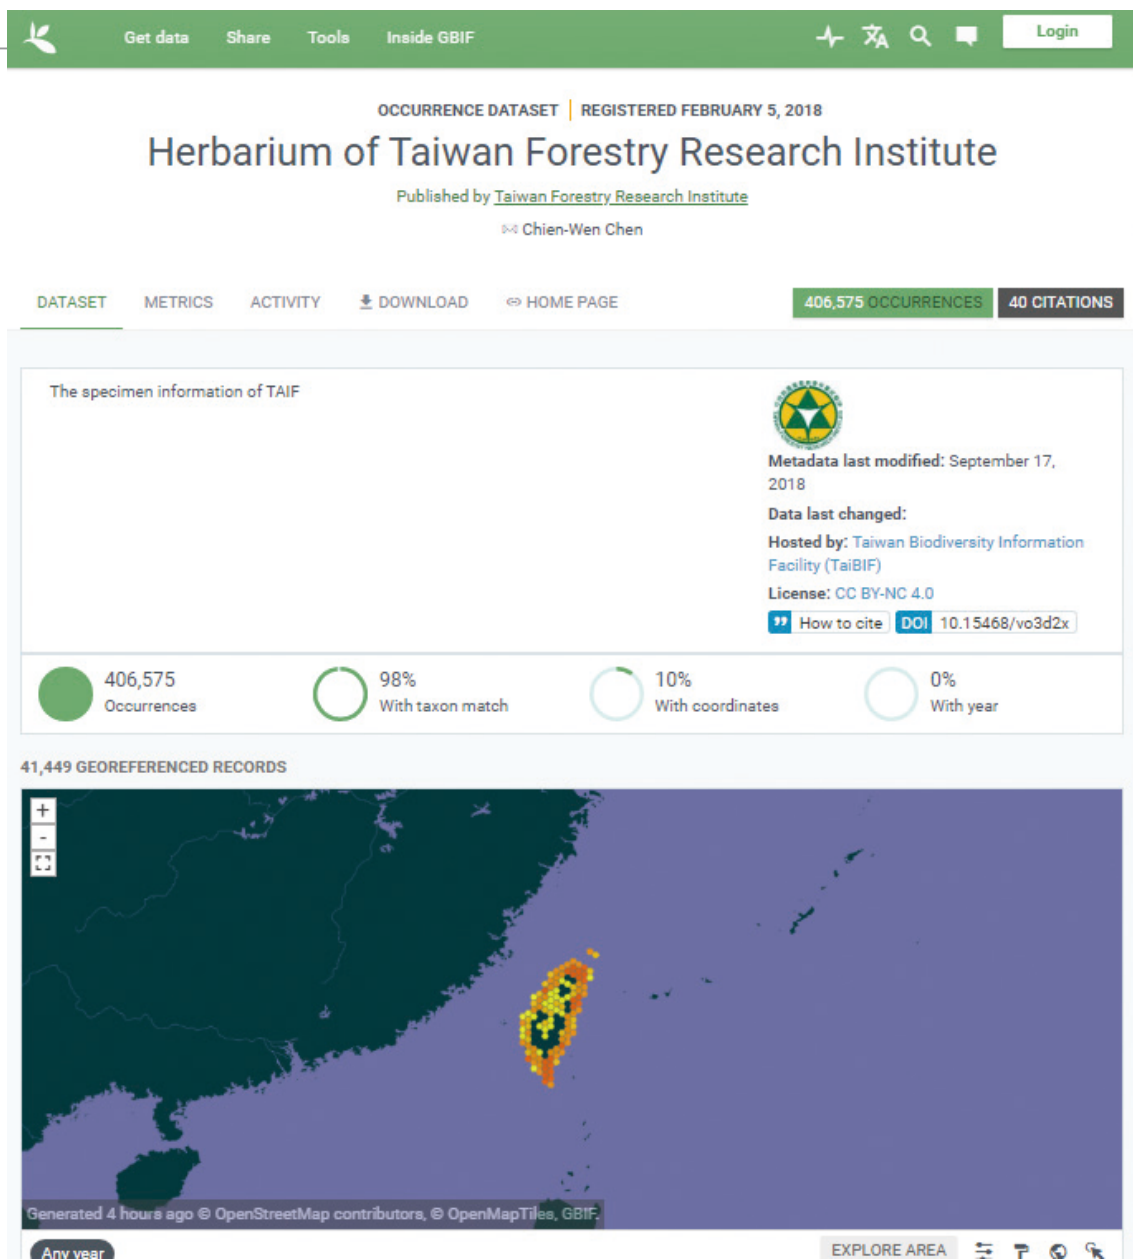 Get data Share Tools Inside GBIF Login
OCCURRENCE DATASET | REGISTERED FEBRUARY 5, 2018
Herbarium of Taiwan Forestry Research Institute
Published by Taiwan Forestry Research Institute
Chien-Wen Chen
DATASET METRICS ACTIVITY DOWNLOAD HOME PAGE 406,575 OCCURRENCES 40 CITATIONS
The specimen information of TAIF
Metadata last modified: September 17,
2018
Data last changed:
Hosted by: Taiwan Biodiversity Information
Facility (TaiBIF)
License: CC BY-NC 4.0
How to cite DOI 10.15468/vo3d2x
406,575 98% 10% 0%
Occurrences With taxon match With coordinates With year
41,449 GEOREFERENCED RECORDS
+
-
Generated 4 hours ago © OpenStreetMap contributors, © OpenMapTiles, GBIF.
Any year EXPLORE AREA